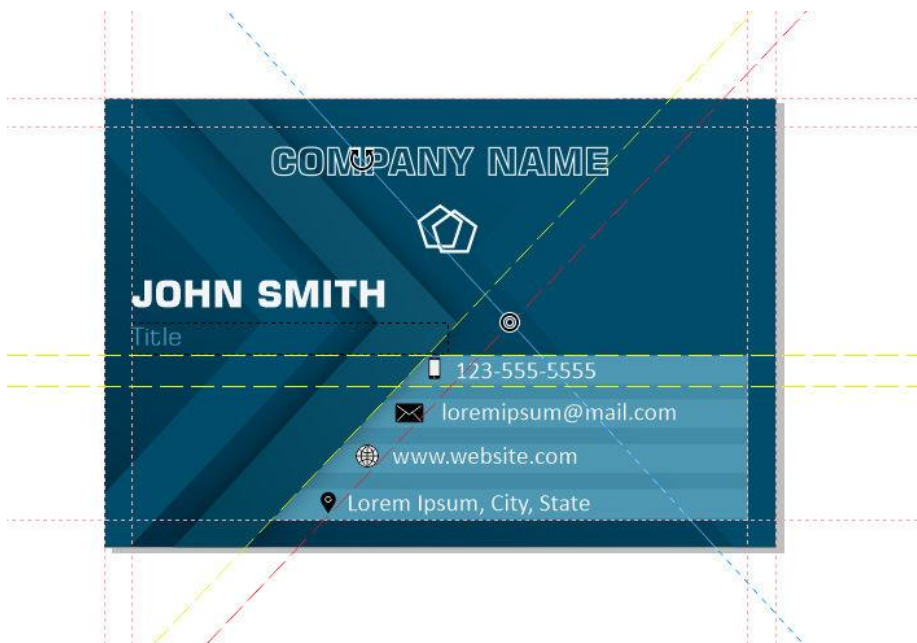 COMPANY NAME
JOHN SMITH
Title
123-555-5555
loremipsum@mail.com
www.website.com
Lorem Ipsum, City, State